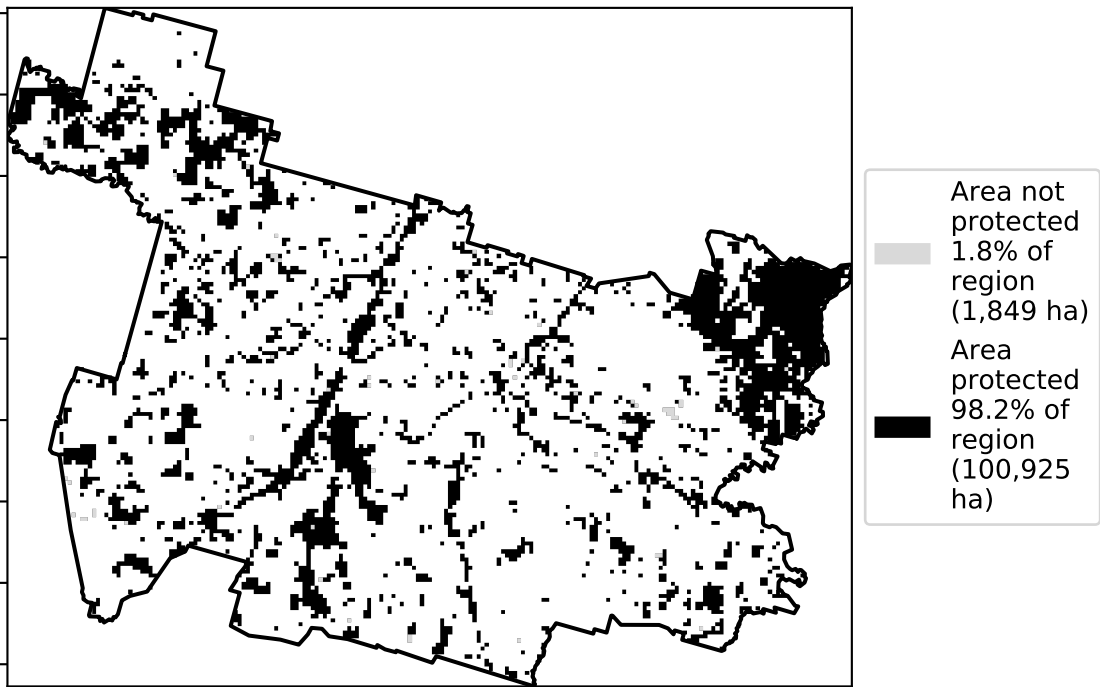 Area not
protected
1.8% of
region
(1,849 ha)
Area
protected
98.2% of
region
(100,925
ha)